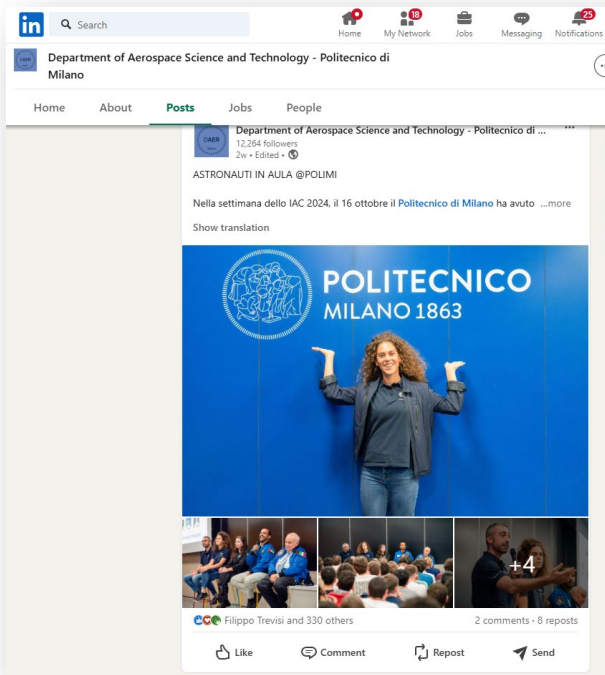 in
Search
Home
18
My Network
Jobs
Messaging
25
Notifications
Department of Aerospace Science and Technology - Politecnico di
Milano
Home About Posts Jobs People
DAER
Department of Aerospace Science and Technology - Politecnico di ...
12,264 followers
2w • Edited •
ASTRONAUTI IN AULA @POLIMI
Nella settimana dello IAC 2024, il 16 ottobre il Politecnico di Milano ha avuto ...more
Show translation
POLITECNICO
MILANO 1863
+4
Filippo Trevisi and 330 others
2 comments • 8 reposts
Like
Comment
Repost
Send